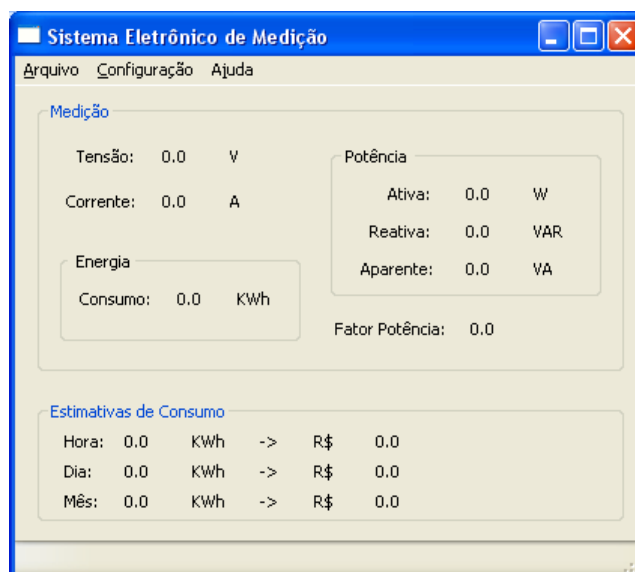 Sistema Eletrônico de Medição
Arquivo Configuração Ajuda
Medição
Tensão: 0.0 V
Corrente: 0.0 A
Energia
Consumo: 0.0 KWh
Potência
Ativa: 0.0 W
Reativa: 0.0 VAR
Aparente: 0.0 VA
Fator Potência: 0.0
Estimativas de Consumo
Hora: 0.0 KWh -> R$ 0.0
Dia: 0.0 KWh -> R$ 0.0
Mês: 0.0 KWh -> R$ 0.0